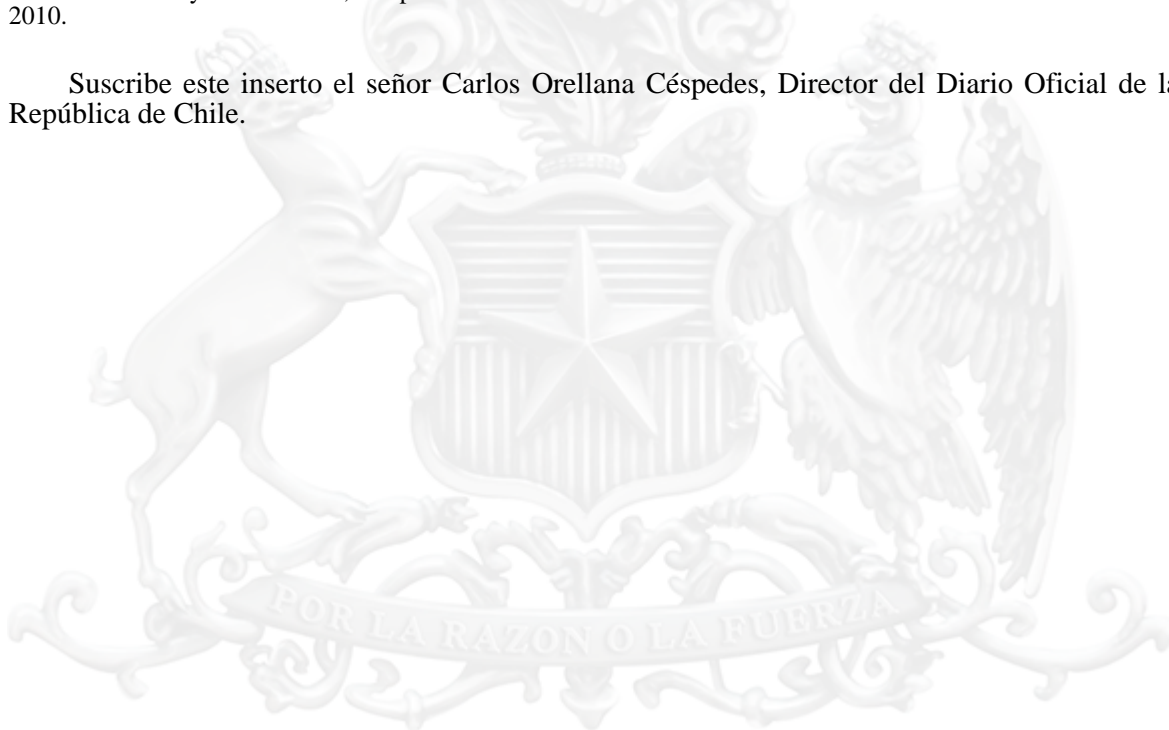 2010.
Suscribe este inserto el señor Carlos Orellana Céspedes, Director del Diario Oficial de la
República de Chile.
POR LA RAZON O LA FUERZA